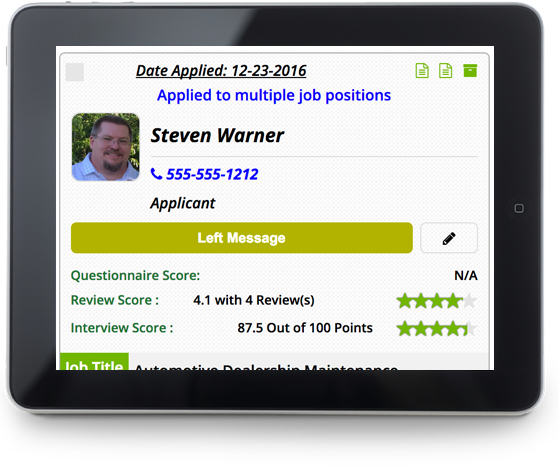 Date Applied: 12-23-2016
Applied to multiple job positions
Steven Warner
555-555-1212
Applicant
Left Message
Questionnaire Score: N/A
Review Score : 4.1 with 4 Review(s)
Interview Score : 87.5 Out of 100 Points
Job Title Automotive Dealership Maintenance